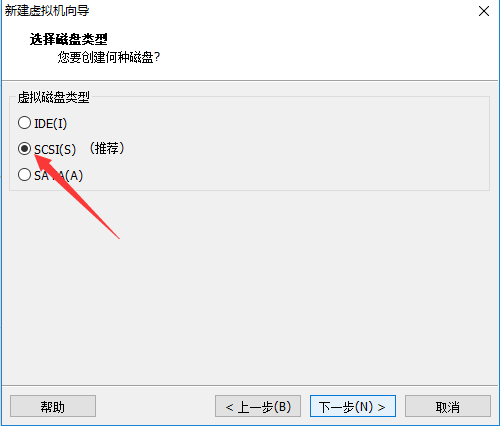 新建虚拟机向导
选择磁盘类型
您要创建何种磁盘?
虚拟磁盘类型
IDE(I)
SCSI(S) （推荐）
SATA(A)
帮助
< 上一步(B)
下一步(N) >
取消